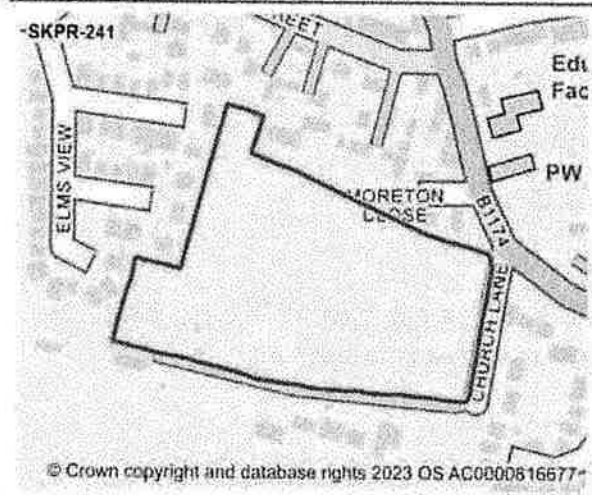 -SKPR-241
REET
Edu
Fac
ELMS VIEW
MORETON
CLOSE
PW
B1174
CHURCH LANE
© Crown copyright and database rights 2023 OS AC0000816677